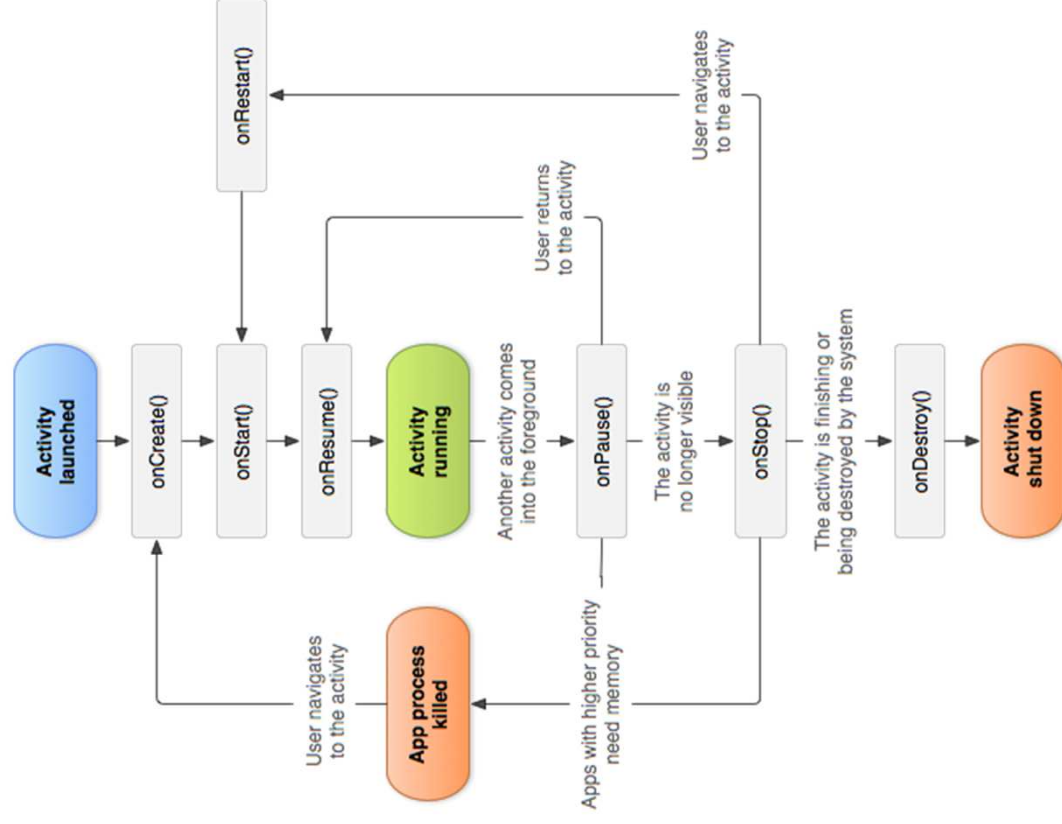 Activity
launched
onCreate()
onStart()
onRestart()
onResume()
User navigates
to the activity
Activity
running
App process
killed
Another activity comes
into the foreground
User returns
to the activity
onPause()
Apps with higher priority
need memory
The activity is
no longer visible
User navigates
to the activity
onStop()
The activity is finishing or
being destroyed by the system
onDestroy()
Activity
shut down